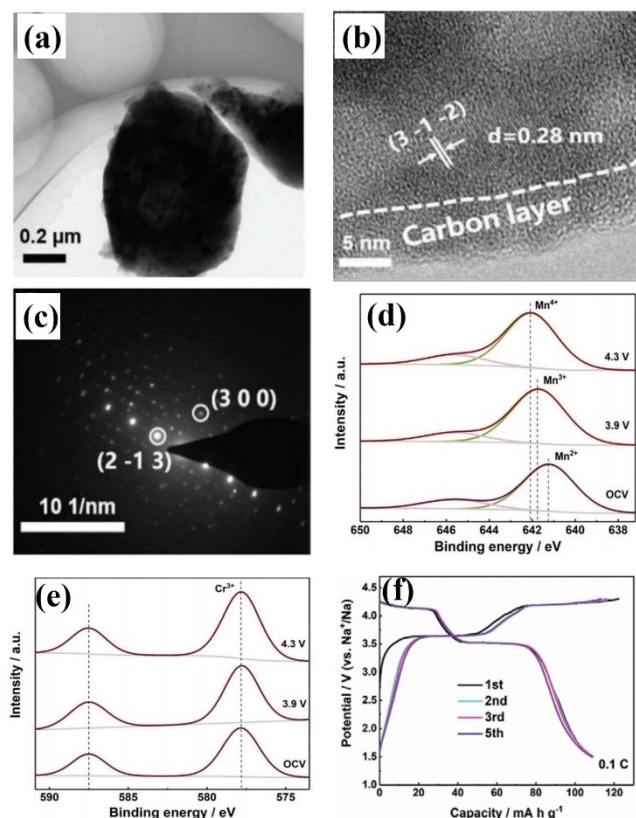 (a)
0.2 μm
(b)
(3 -1 -2)
d=0.28 nm
Carbon layer
5 nm
(c)
(3 0 0)
(2 -1 3)
10 1/nm
(d)
Mn⁴⁺
4.3 V
Mn³⁺
3.9 V
Mn²⁺
OCV
Intensity / a.u.
650 648 646 644 642 640 638
Binding energy / eV
(e)
Cr³⁺
4.3 V
3.9 V
OCV
Intensity / a.u.
590 585 580 575
Binding energy / eV
(f)
4.5
4.0
3.5
3.0
2.5
2.0
1.5
1.0
Potential / V (vs. Na⁺/Na)
1st
2nd
3rd
5th
0.1 C
0 20 40 60 80 100 120 140
Capacity / mA h g⁻¹